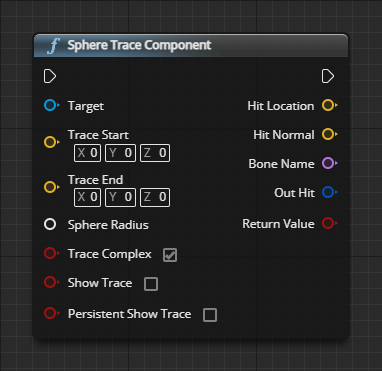 Sphere Trace Component
Target
Hit Location
Trace Start
X 0 Y 0 Z 0
Hit Normal
Bone Name
Trace End
X 0 Y 0 Z 0
Out Hit
Sphere Radius
Return Value
Trace Complex
Show Trace
Persistent Show Trace